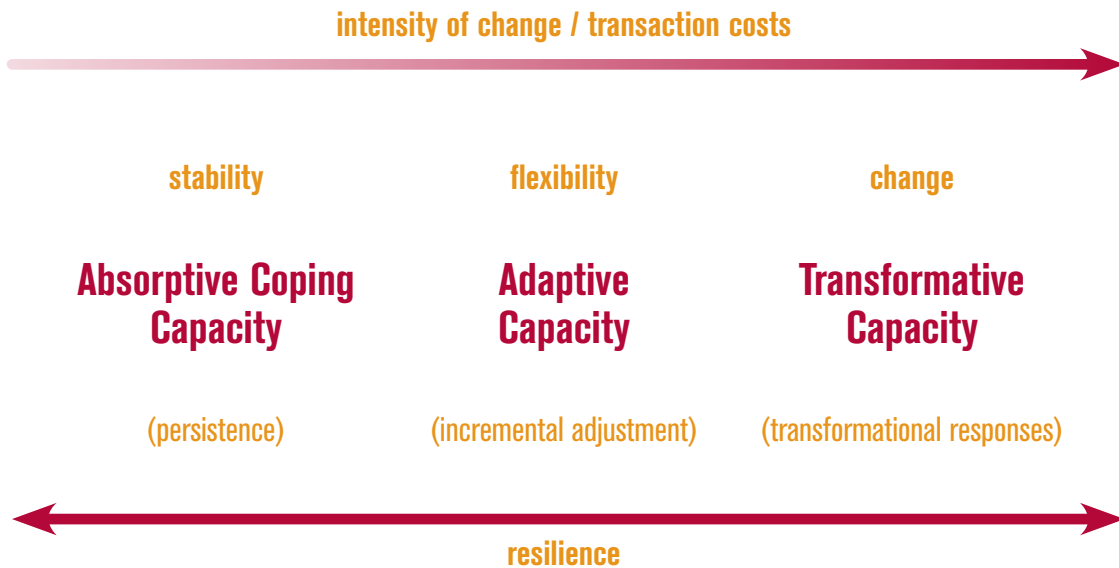 intensity of change / transaction costs
stability
flexibility
change
Absorptive Coping
Capacity
Adaptive
Capacity
Transformative
Capacity
(persistence)
(incremental adjustment)
(transformational responses)
resilience